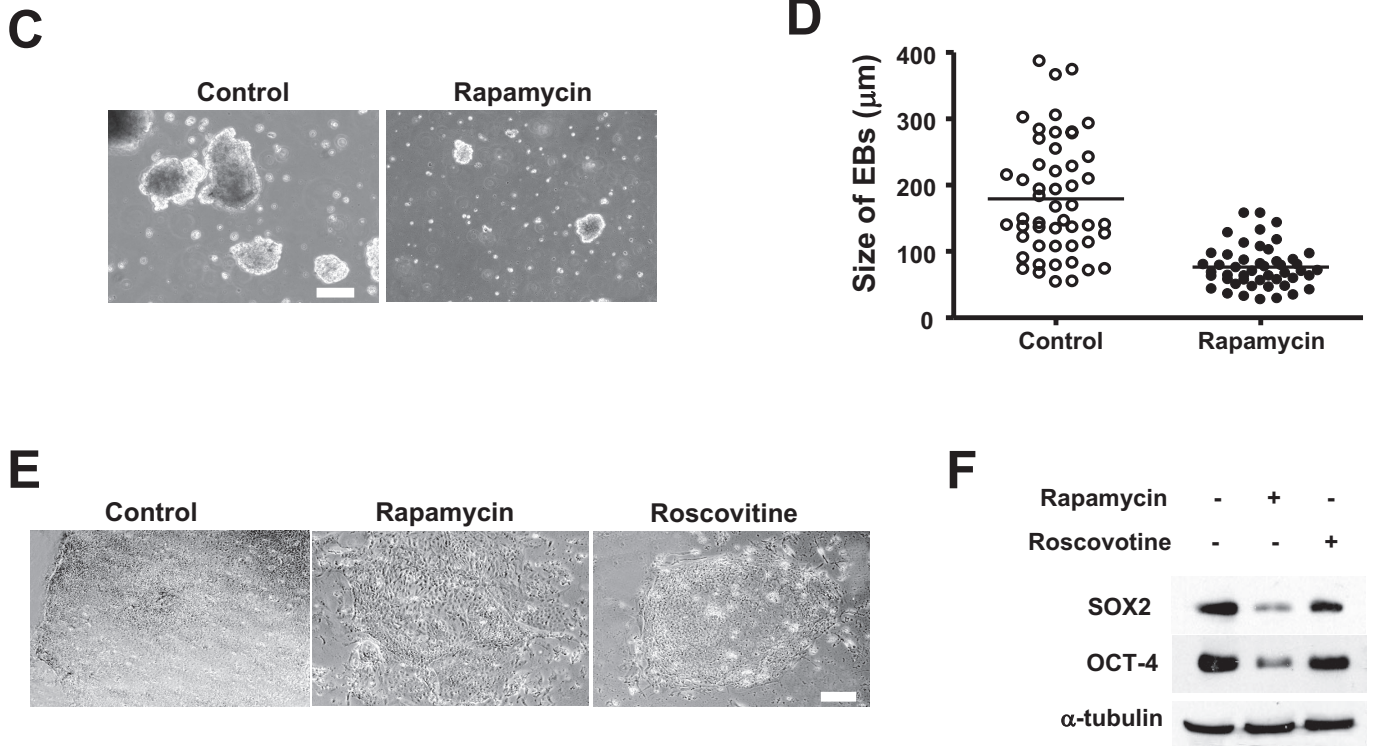 C
Control Rapamycin
D
Size of EBs (μm)
400
300
200
100
0
Control Rapamycin
E
Control Rapamycin Roscovitine
F
Rapamycin - + -
Roscovotine - - +
SOX2
OCT-4
α-tubulin